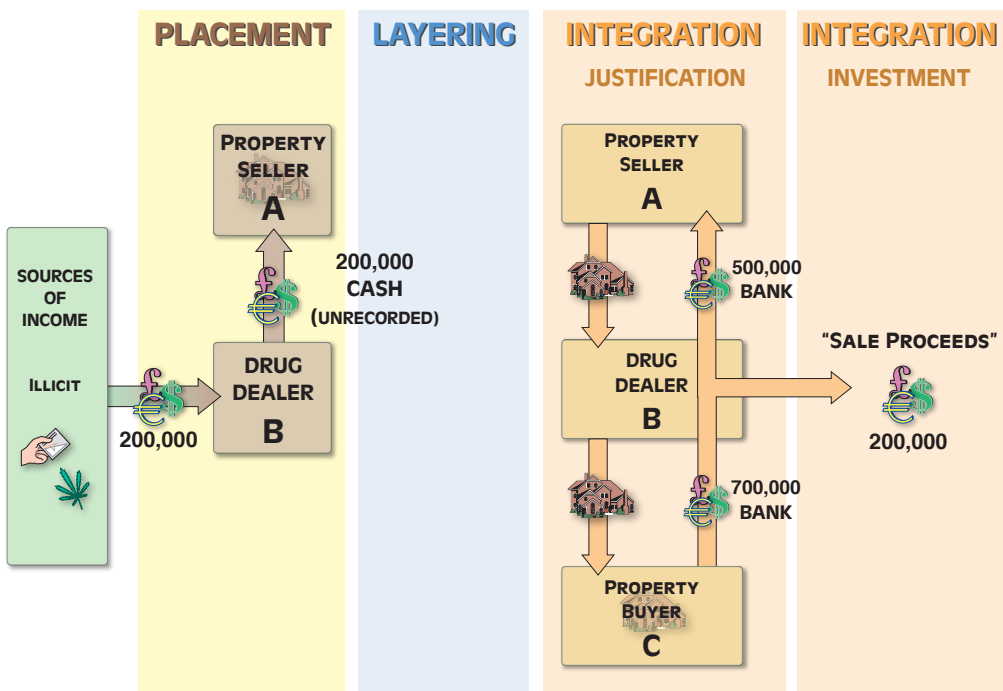 PLACEMENT
LAYERING
INTEGRATION
JUSTIFICATION
INTEGRATION
INVESTMENT
SOURCES
OF
INCOME
ILLICIT
200,000
PROPERTY
SELLER
A
200,000
CASH
(UNRECORDED)
DRUG
DEALER
B
PROPERTY
SELLER
A
500,000
BANK
DRUG
DEALER
B
700,000
BANK
PROPERTY
BUYER
C
"SALE PROCEEDS"
200,000